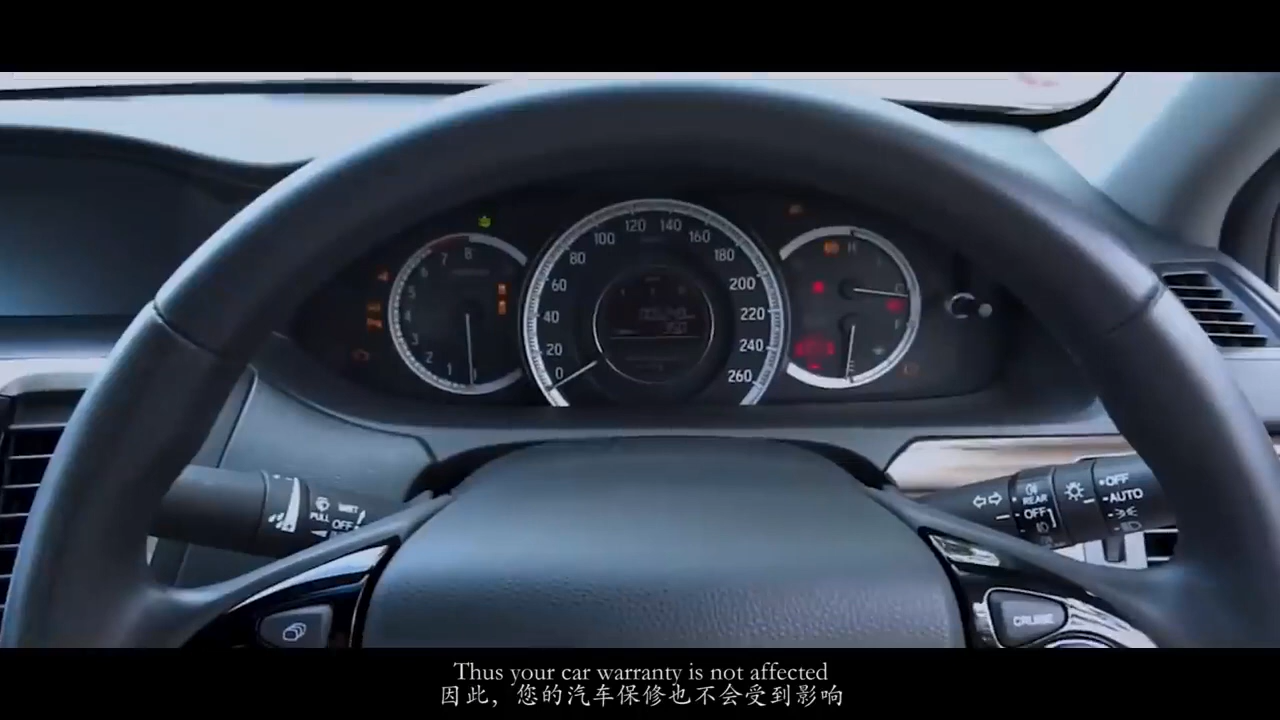 120 140
100 160
80 180
8
7
6
60 200
5
40 220
4
3
20 240
2
1
0 260
H
C
OFF
REAR
AUTO
PULL
OFF
OFF
CRUISE
Thus your car warranty is not affected
因此，您的汽车保修也不会受到影响